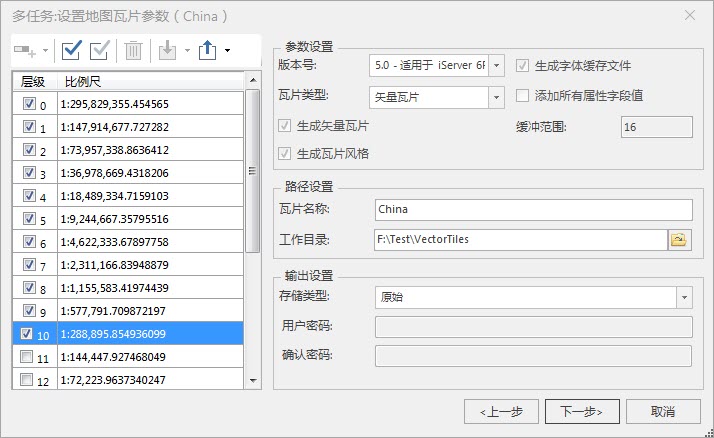 多任务:设置地图瓦片参数（China）
层级 比例尺
0 1:295,829,355.454565
1 1:147,914,677.727282
2 1:73,957,338.8636412
3 1:36,978,669.4318206
4 1:18,489,334.7159103
5 1:9,244,667.35795516
6 1:4,622,333.67897758
7 1:2,311,166.83948879
8 1:1,155,583.41974439
9 1:577,791.709872197
10 1:288,895.854936099
11 1:144,447.927468049
12 1:72,223.9637340247
参数设置
版本号: 5.0 - 适用于 iServer 6F 生成字体缓存文件
瓦片类型: 矢量瓦片 添加所有属性字段值
生成矢量瓦片 缓冲范围: 16
生成瓦片风格
路径设置
瓦片名称: China
工作目录: F:\Test\VectorTiles
输出设置
存储类型: 原始
用户密码:
确认密码:
<上一步 下一步> 取消